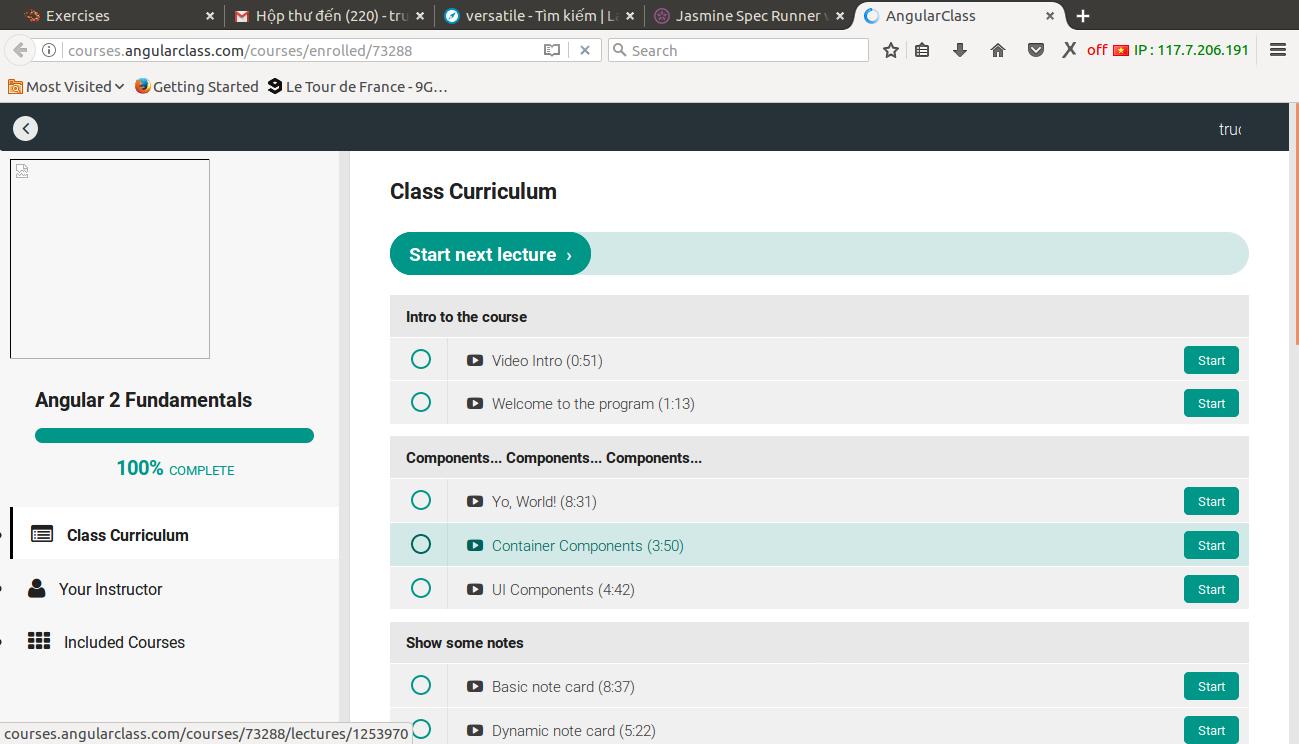 Exercises
Hộp thư đến (220) - tru
versatile - Tìm kiếm | L
Jasmine Spec Runner
AngularClass
courses.angularclass.com/courses/enrolled/73288
Search
off
IP : 117.7.206.191
Most Visited
Getting Started
Le Tour de France - 9G...
truc
Class Curriculum
Start next lecture ›
Intro to the course
Video Intro (0:51)
Start
Welcome to the program (1:13)
Start
Angular 2 Fundamentals
100% COMPLETE
Class Curriculum
Your Instructor
Included Courses
Components... Components... Components...
Yo, World! (8:31)
Start
Container Components (3:50)
Start
UI Components (4:42)
Start
Show some notes
Basic note card (8:37)
Start
Dynamic note card (5:22)
Start
courses.angularclass.com/courses/73288/lectures/1253970